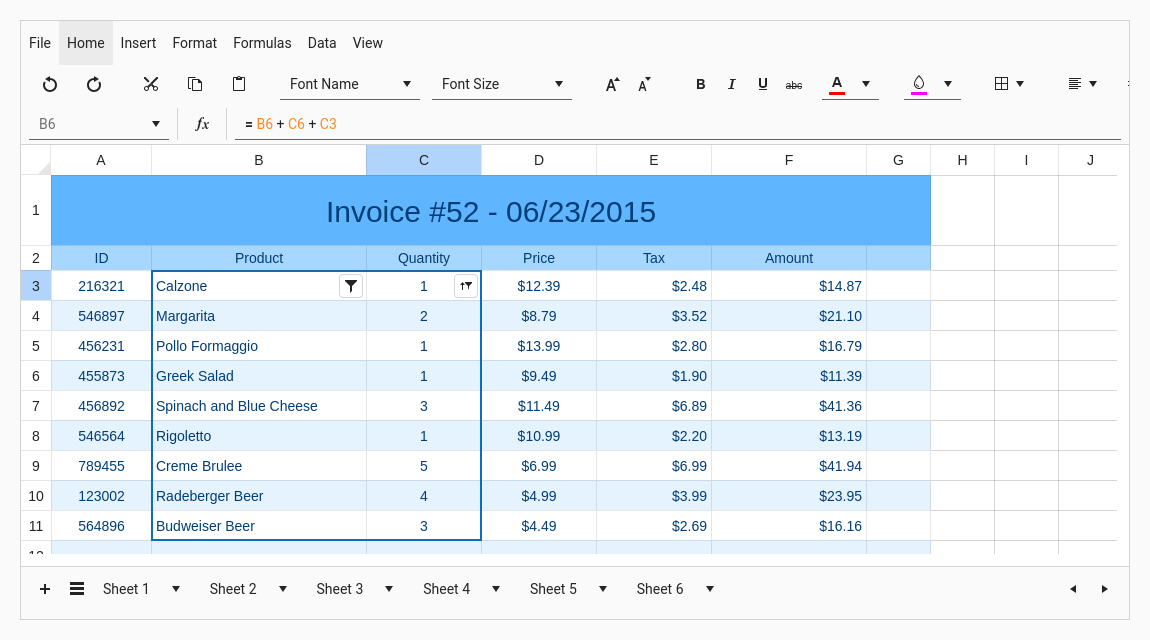 File Home Insert Format Formulas Data View
Font Name Font Size A A B I U abc A
B6 fx = B6 + C6 + C3
A B C D E F G H I J
1 Invoice #52 - 06/23/2015
2 ID Product Quantity Price Tax Amount
3 216321 Calzone 1 $12.39 $2.48 $14.87
4 546897 Margarita 2 $8.79 $3.52 $21.10
5 456231 Pollo Formaggio 1 $13.99 $2.80 $16.79
6 455873 Greek Salad 1 $9.49 $1.90 $11.39
7 456892 Spinach and Blue Cheese 3 $11.49 $6.89 $41.36
8 546564 Rigoletto 1 $10.99 $2.20 $13.19
9 789455 Creme Brulee 5 $6.99 $6.99 $41.94
10 123002 Radeberger Beer 4 $4.99 $3.99 $23.95
11 564896 Budweiser Beer 3 $4.49 $2.69 $16.16
Sheet 1 Sheet 2 Sheet 3 Sheet 4 Sheet 5 Sheet 6